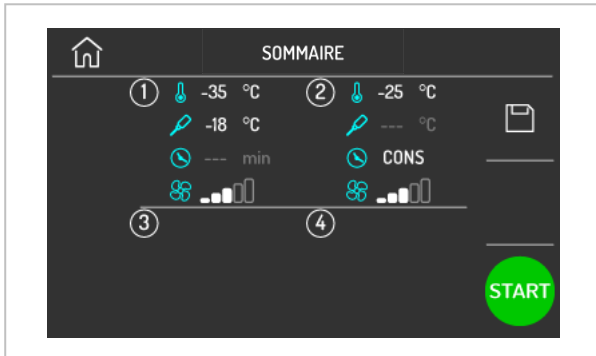 SOMMAIRE
1 -35 °C 2 -25 °C
-18 °C --- °C
--- min CONS
3 4
START